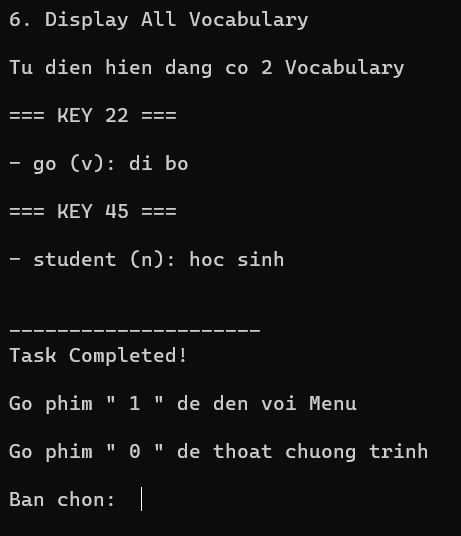 6. Display All Vocabulary
Tu dien hien dang co 2 Vocabulary
=== KEY 22 ===
- go (v): di bo
=== KEY 45 ===
- student (n): hoc sinh
_____________________
Task Completed!
Go phim " 1 " de den voi Menu
Go phim " 0 " de thoat chuong trinh
Ban chon: